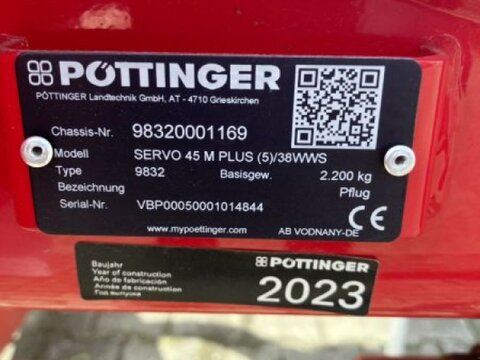 PÖTTINGER
PÖTTINGER Landtechnik GmbH, AT - 4710 Grieskirchen
Chassis-Nr. 98320001169
Modell SERVO 45 M PLUS (5)/38WWS
Type 9832 Basisgew. 2.200 kg
Bezeichnung Pflug
Serial-Nr. VBP00050001014844
www.mypoettinger.com
CE
AB VODNANY-DE
Baujahr
Year of construction
Año de fabricación
Année de construction
Год выпуска
PÖTTINGER
2023